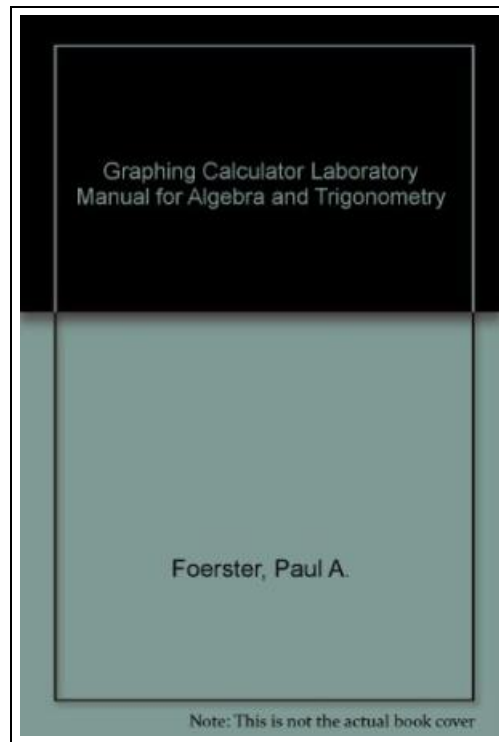 Graphing Calculator Laboratory
Manual for Algebra and Trigonometry
Foerster, Paul A.
Note: This is not the actual book cover